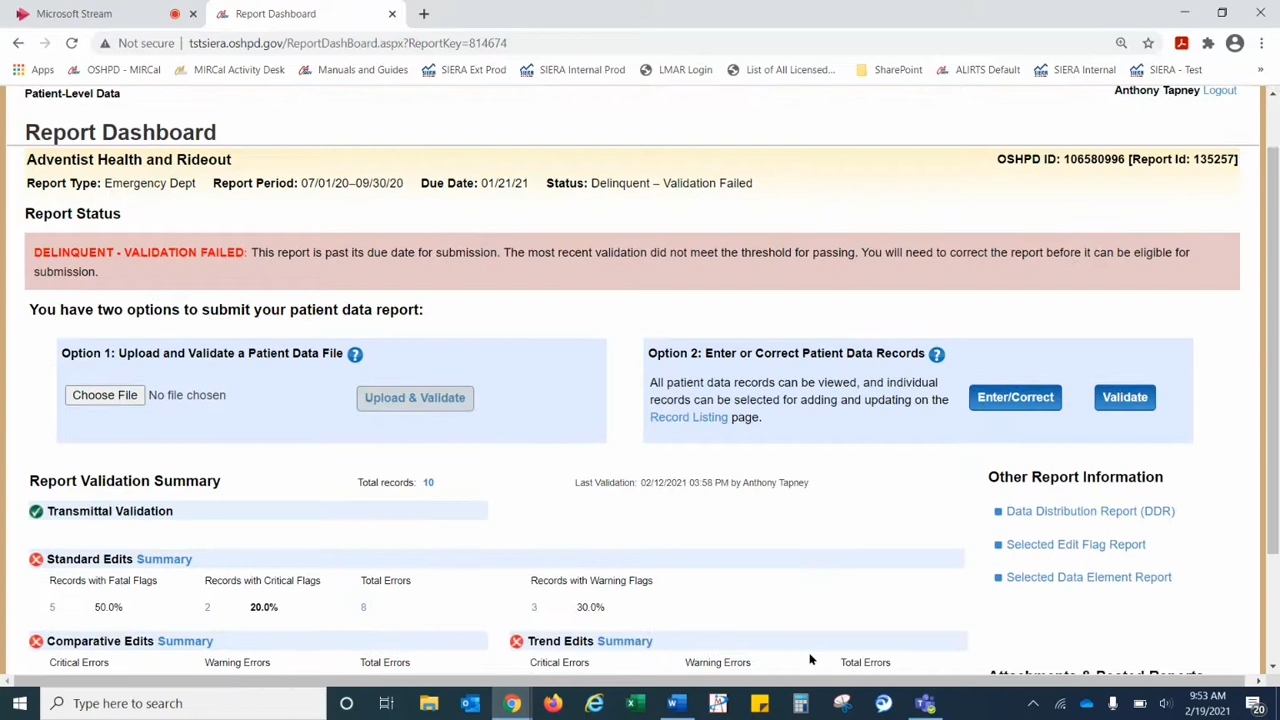 Microsoft Stream
Report Dashboard
Not secure
tstsiera.oshpd.gov/ReportDashBoard.aspx?ReportKey=814674
Apps
OSHPD - MIRCal
MIRCal Activity Desk
Manuals and Guides
SIERA Ext Prod
SIERA Internal Prod
LMAR Login
List of All Licensed...
SharePoint
ALIRTS Default
SIERA Internal
SIERA - Test
»
Patient-Level Data
Anthony Tapney Logout
Report Dashboard
Adventist Health and Rideout
OSHPD ID: 106580996 [Report Id: 135257]
Report Type: Emergency Dept Report Period: 07/01/20–09/30/20 Due Date: 01/21/21 Status: Delinquent – Validation Failed
Report Status
DELINQUENT - VALIDATION FAILED: This report is past its due date for submission. The most recent validation did not meet the threshold for passing. You will need to correct the report before it can be eligible for
submission.
You have two options to submit your patient data report:
Option 1: Upload and Validate a Patient Data File ?
Choose File No file chosen
Upload & Validate
Option 2: Enter or Correct Patient Data Records ?
All patient data records can be viewed, and individual
records can be selected for adding and updating on the
Record Listing page.
Enter/Correct
Validate
Report Validation Summary
Total records: 10
Last Validation: 02/12/2021 03:58 PM by Anthony Tapney
Other Report Information
Transmittal Validation
Data Distribution Report (DDR)
Selected Edit Flag Report
Selected Data Element Report
Standard Edits Summary
Records with Fatal Flags Records with Critical Flags Total Errors Records with Warning Flags
5 50.0% 2 20.0% 8 3 30.0%
Comparative Edits Summary
Trend Edits Summary
Critical Errors Warning Errors Total Errors
Critical Errors Warning Errors Total Errors
Attachments & Posted Reports
Type here to search
9:53 AM
2/19/2021
20